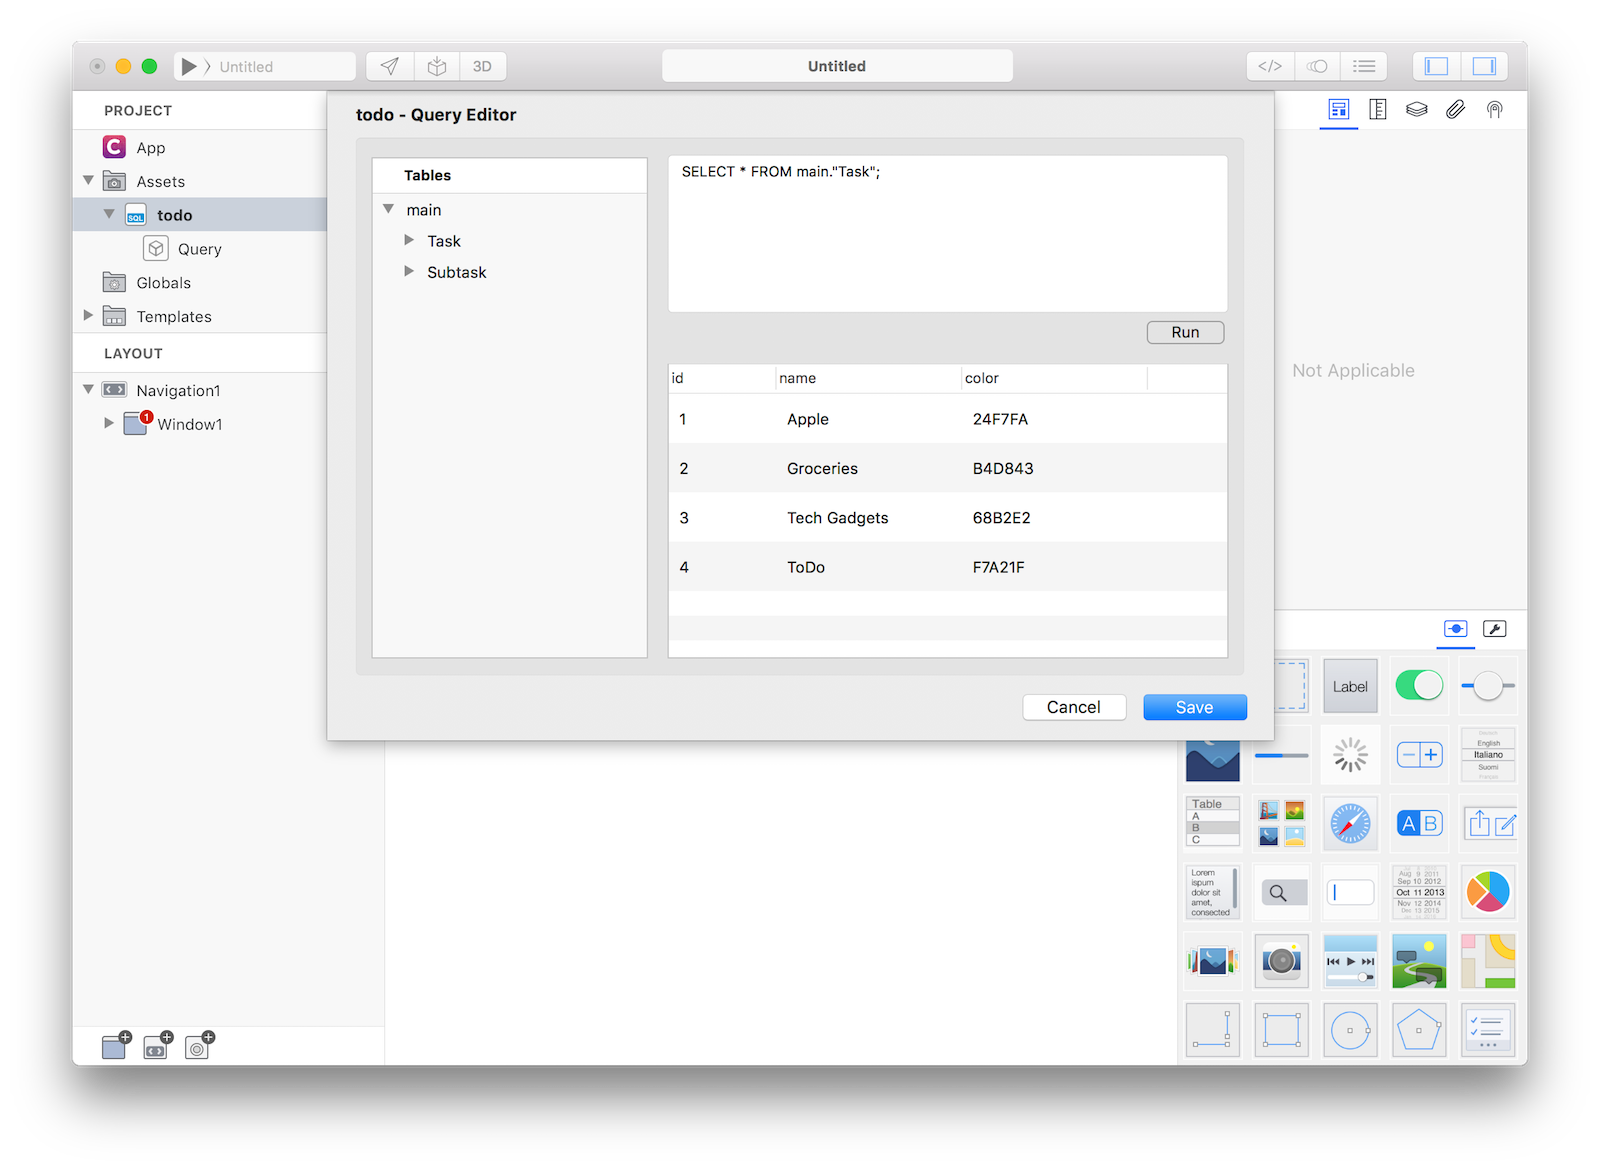 Untitled
3D
Untitled
</>
PROJECT
App
Assets
SQL
todo
Query
Globals
Templates
LAYOUT
Navigation1
1
Window1
todo - Query Editor
Tables
main
Task
Subtask
SELECT * FROM main."Task";
Run
id name color
1 Apple 24F7FA
2 Groceries B4D843
3 Tech Gadgets 68B2E2
4 ToDo F7A21F
Cancel
Save
Not Applicable
Label
English
Italiano
Suomi
Table
A
B
C
A B
Lorem
ispum
dolor sit
amet,
consected
Aug 9 2011
Sep 10 2012
Oct 11 2013
Nov 12 2014
Dec 13 2015